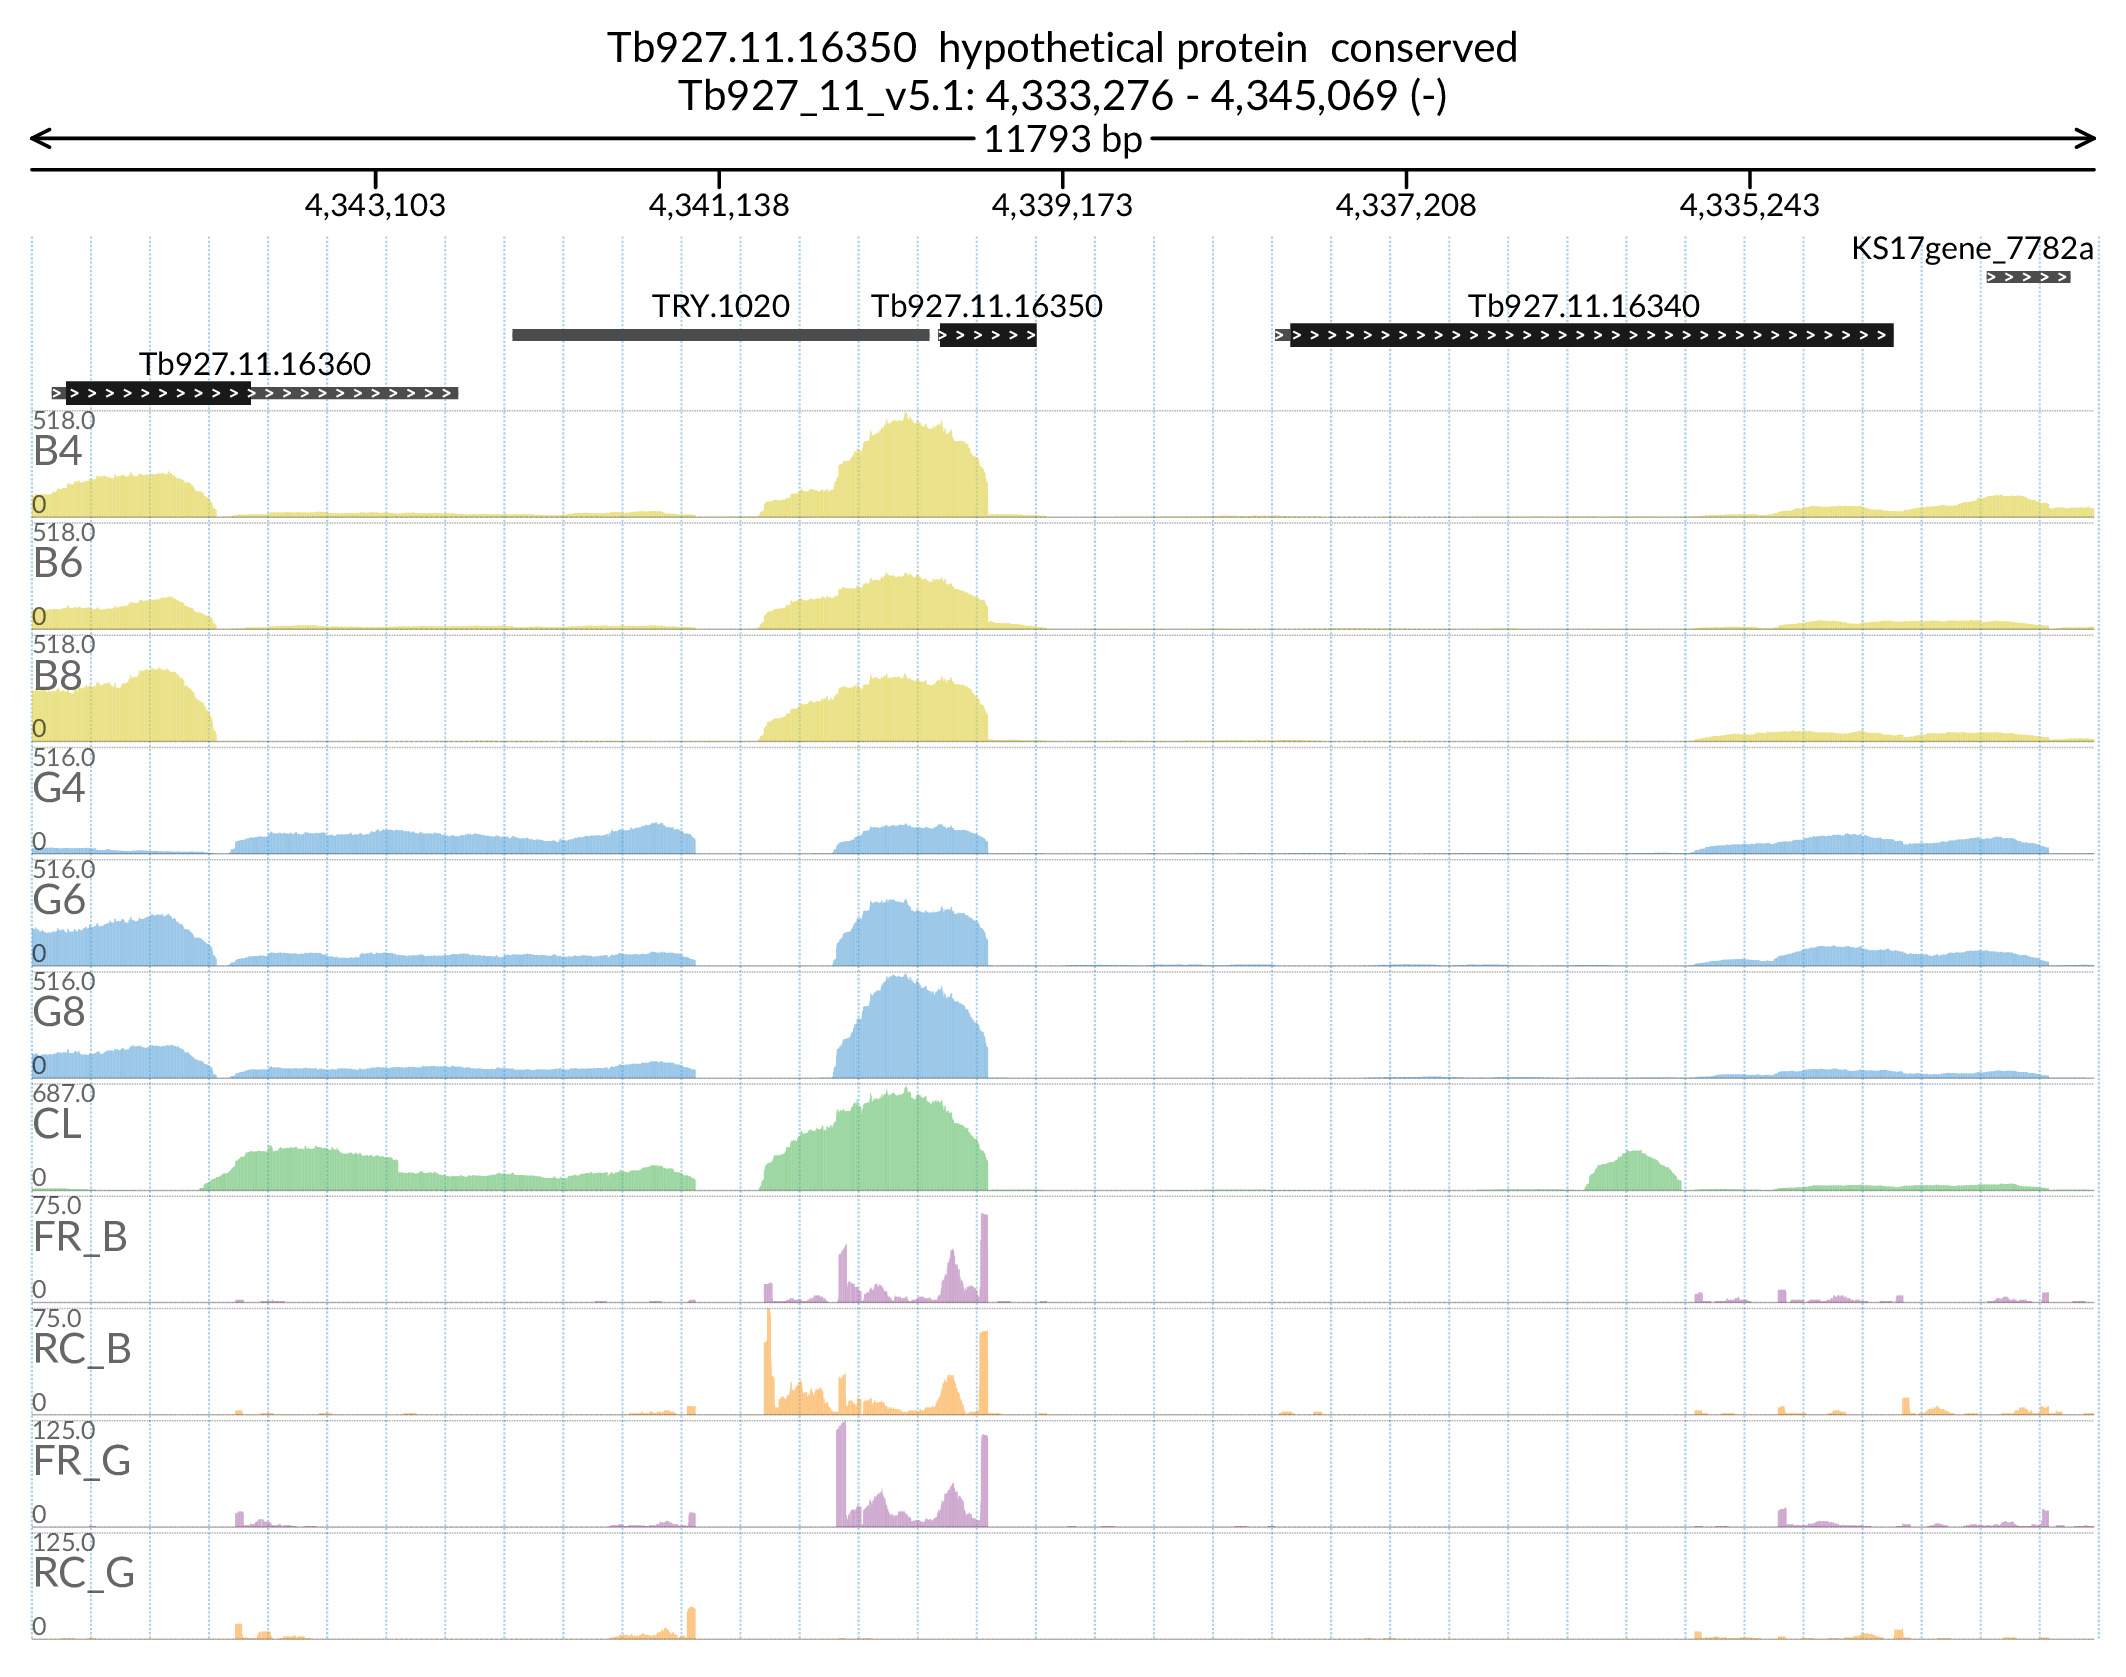 Tb927.11.16350 hypothetical protein conserved
Tb927_11_v5.1: 4,333,276 - 4,345,069 (-)
11793 bp
4,343,103 4,341,138 4,339,173 4,337,208 4,335,243
KS17gene_7782a
TRY.1020 Tb927.11.16350 Tb927.11.16340
Tb927.11.16360
518.0
B4
0
518.0
B6
0
518.0
B8
0
516.0
G4
0
516.0
G6
0
516.0
G8
0
687.0
CL
0
75.0
FR_B
0
75.0
RC_B
0
125.0
FR_G
0
125.0
RC_G
0